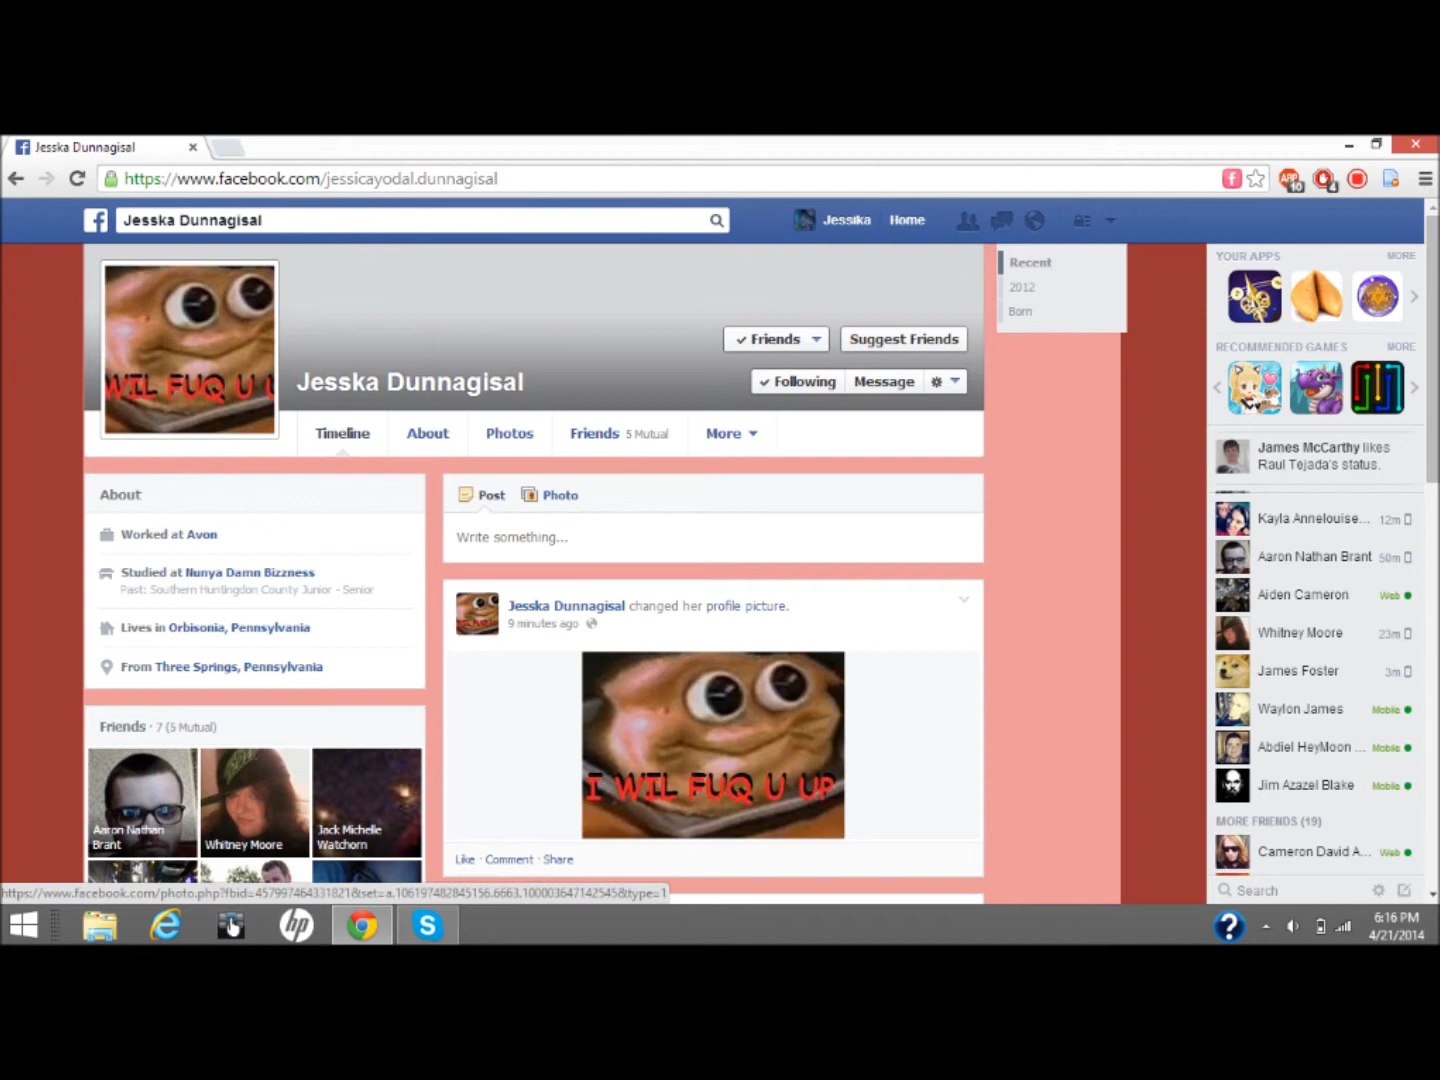 Jesska Dunnagisal
https://www.facebook.com/jessicayodal.dunnagisal
Jesska Dunnagisal
Jessika Home
WIL FUQ U U
Jesska Dunnagisal
Friends
Suggest Friends
Following
Message
Timeline About Photos Friends 5 Mutual More
Recent
2012
Born
About
Worked at Avon
Studied at Nunya Damn Bizzness
Past: Southern Huntingdon County Junior - Senior
Lives in Orbisonia, Pennsylvania
From Three Springs, Pennsylvania
Friends · 7 (5 Mutual)
Aaron Nathan Brant
Whitney Moore
Jack Michelle Watchorn
Post Photo
Write something...
Jesska Dunnagisal changed her profile picture.
9 minutes ago
I WIL FUQ U UP
Like · Comment · Share
YOUR APPS MORE
RECOMMENDED GAMES MORE
James McCarthy likes
Raul Tejada's status.
Kayla Annelouise... 12m
Aaron Nathan Brant 50m
Aiden Cameron Web
Whitney Moore 23m
James Foster 3m
Waylon James Mobile
Abdiel HeyMoon ... Mobile
Jim Azazel Blake Mobile
MORE FRIENDS (19)
Cameron David A... Web
Search
https://www.facebook.com/photo.php?fbid=457997464331821&set=a.106197482845156.6663.100003647142545&type=1
6:16 PM
4/21/2014